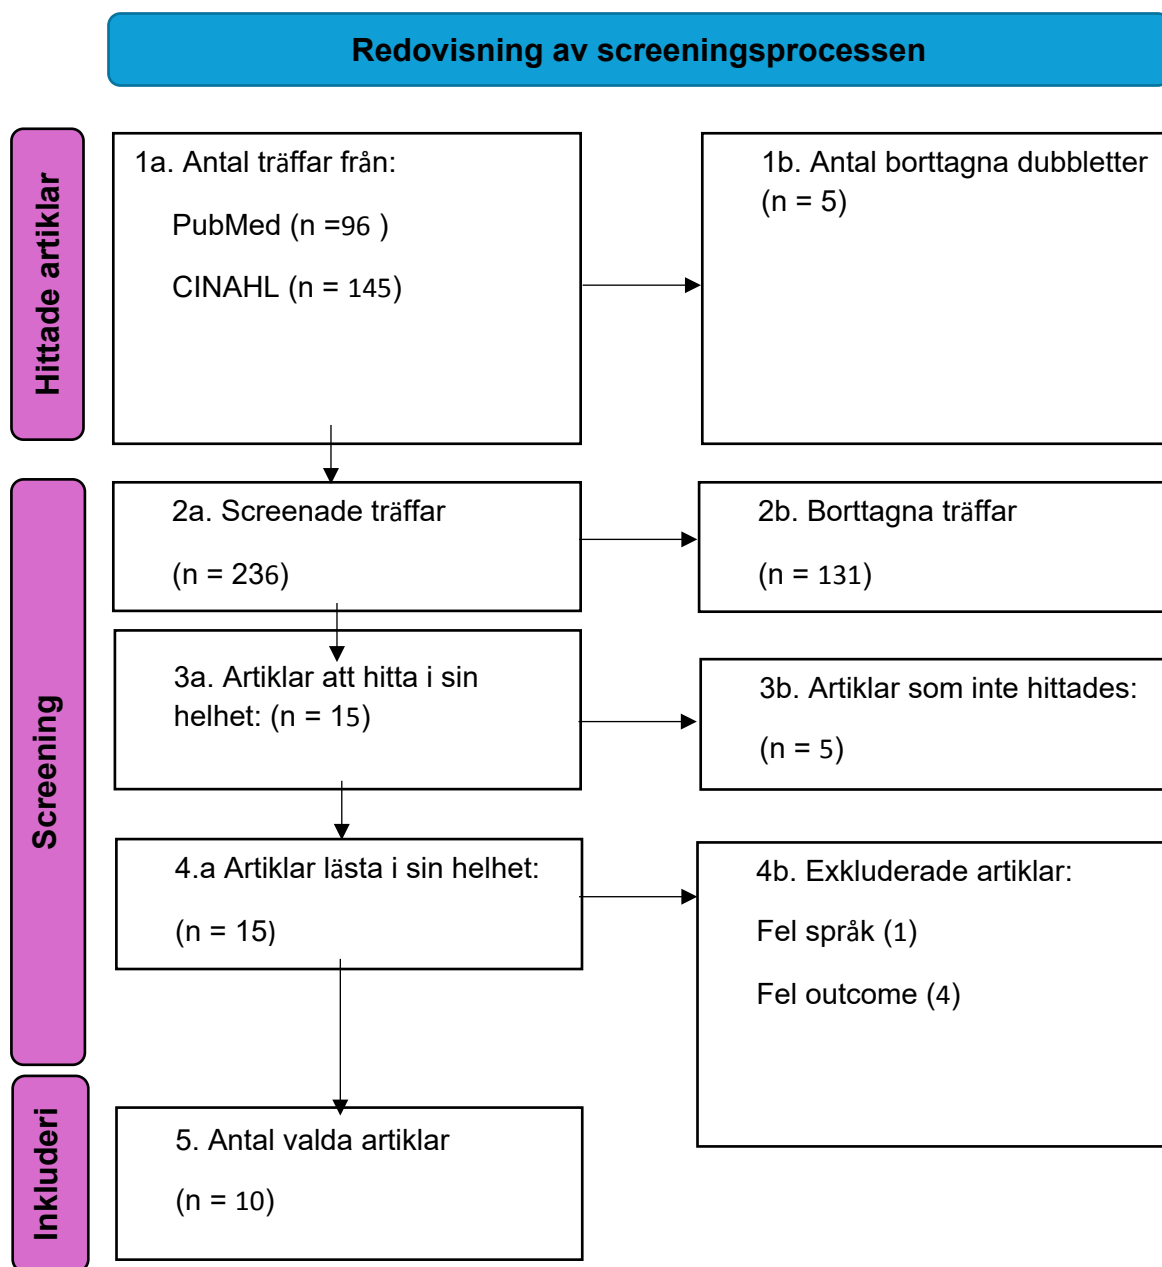 Redovisning av screeningsprocessen
Hittade artiklar
1a. Antal träffar från:
PubMed (n =96 )
CINAHL (n = 145)
1b. Antal borttagna dubbletter
(n = 5)
Screening
2a. Screenade träffar
(n = 236)
2b. Borttagna träffar
(n = 131)
3a. Artiklar att hitta i sin
helhet: (n = 15)
3b. Artiklar som inte hittades:
(n = 5)
4.a Artiklar lästa i sin helhet:
(n = 15)
4b. Exkluderade artiklar:
Fel språk (1)
Fel outcome (4)
Inkluderi
5. Antal valda artiklar
(n = 10)